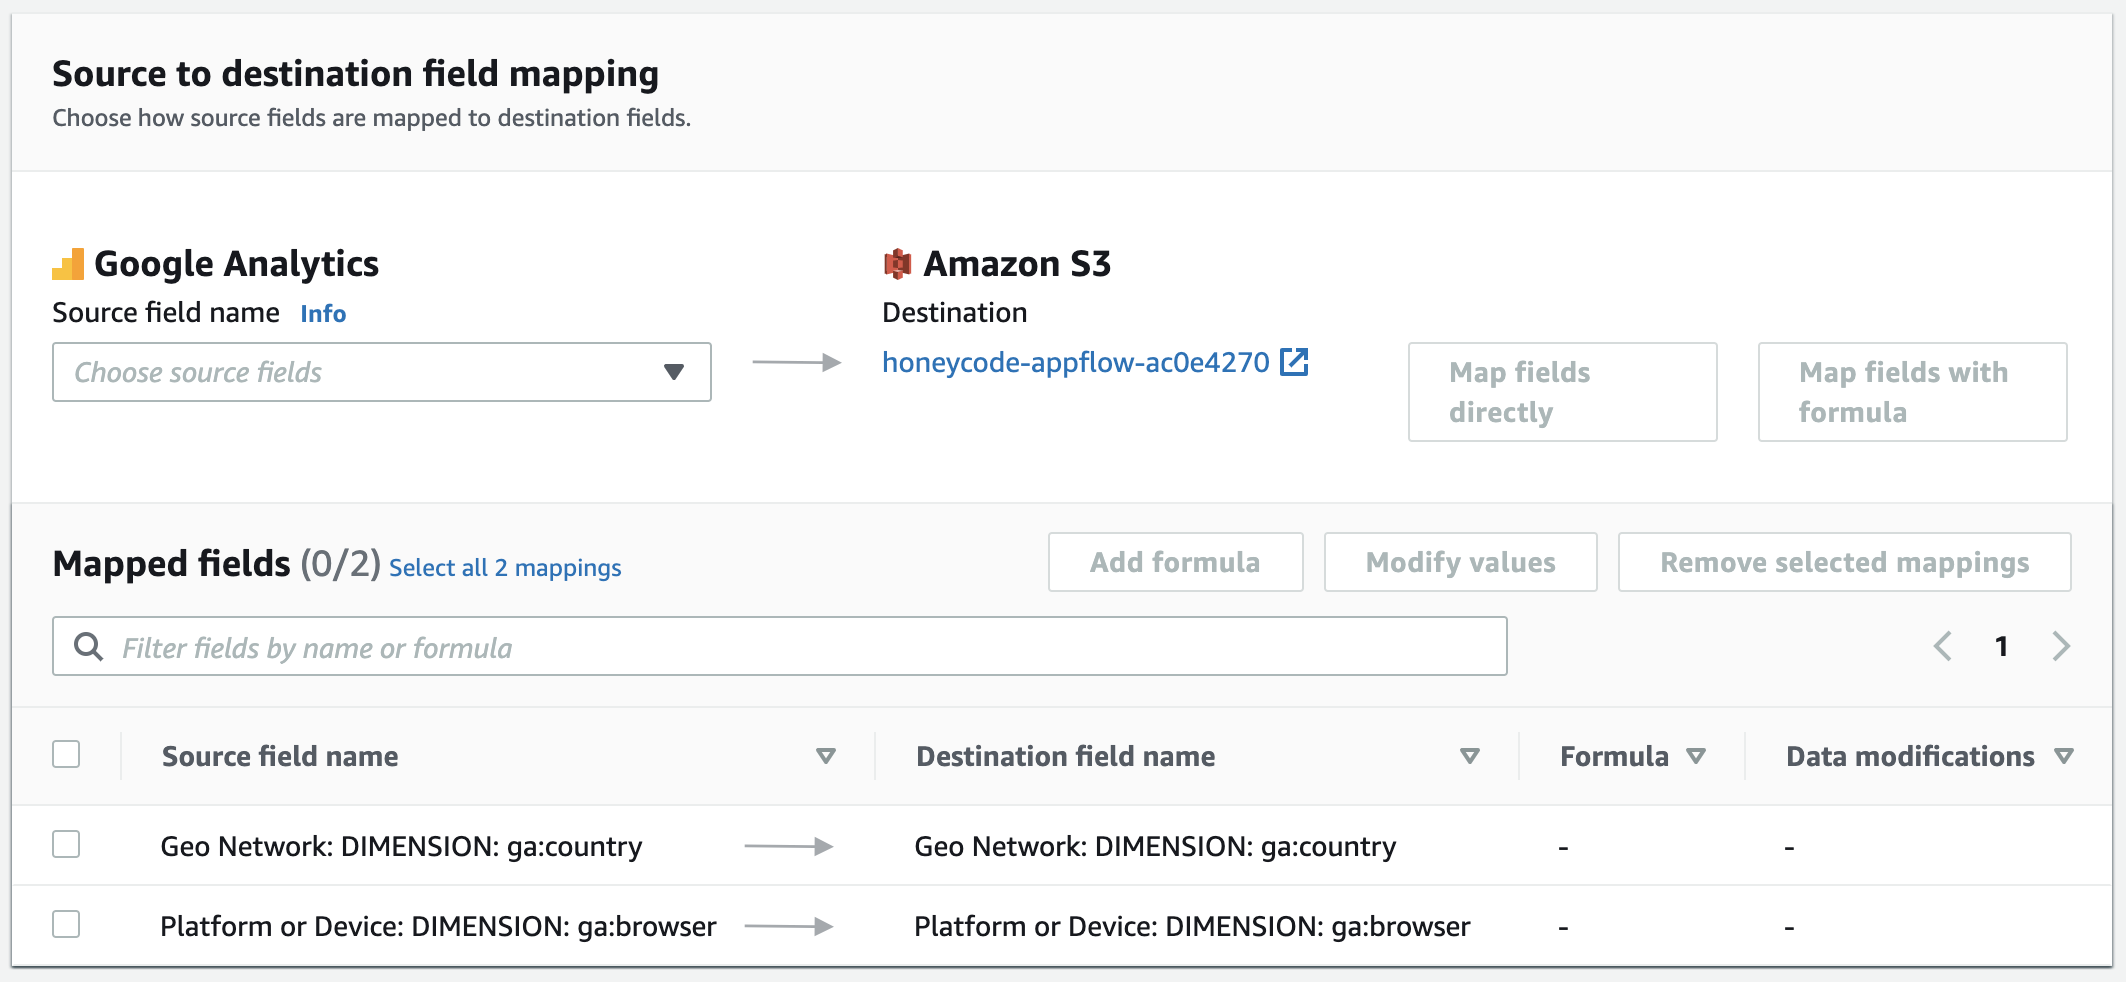 Source to destination field mapping
Choose how source fields are mapped to destination fields.
Google Analytics
Source field name Info
Choose source fields
Amazon S3
Destination
honeycode-appflow-ac0e4270
Map fields
directly
Map fields with
formula
Mapped fields (0/2) Select all 2 mappings
Add formula
Modify values
Remove selected mappings
Filter fields by name or formula
1
Source field name Destination field name Formula Data modifications
Geo Network: DIMENSION: ga:country Geo Network: DIMENSION: ga:country - -
Platform or Device: DIMENSION: ga:browser Platform or Device: DIMENSION: ga:browser - -